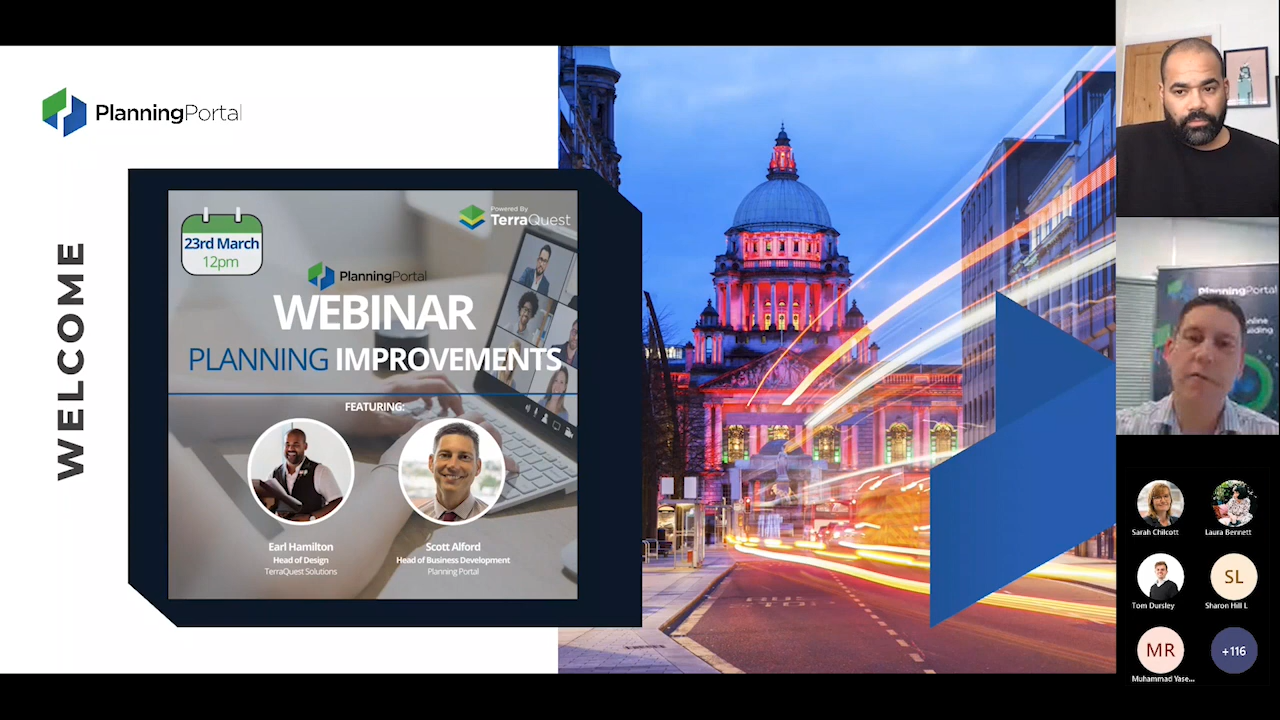 PlanningPortal
WELCOME
23rd March
12pm
Powered By
TerraQuest
PlanningPortal
WEBINAR
PLANNING IMPROVEMENTS
FEATURING:
Earl Hamilton
Head of Design
TerraQuest Solutions
Scott Alford
Head of Business Development
Planning Portal
PlanningPortal
Sarah Chilcott
Laura Bennett
Tom Dursley
SL
Sharon Hill L
MR
Muhammad Yase...
+116